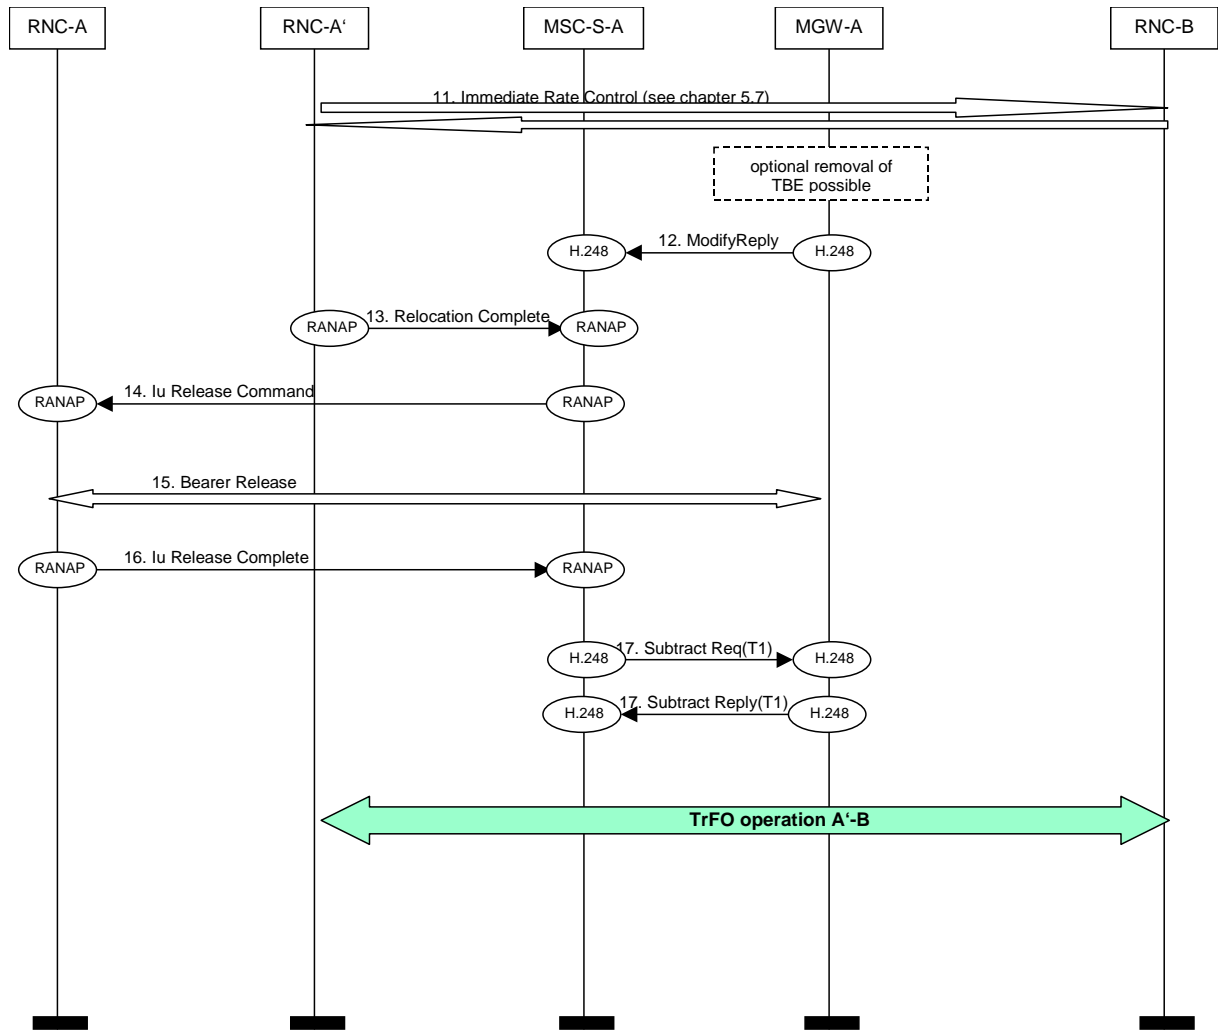 RNC-A
RNC-A‘
MSC-S-A
MGW-A
RNC-B
11. Immediate Rate Control (see chapter 5.7)
optional removal of
TBE possible
H.248
12. ModifyReply
H.248
RANAP
13. Relocation Complete
RANAP
RANAP
14. Iu Release Command
RANAP
15. Bearer Release
RANAP
16. Iu Release Complete
RANAP
H.248
17. Subtract Req(T1)
H.248
H.248
17. Subtract Reply(T1)
H.248
TrFO operation A‘-B